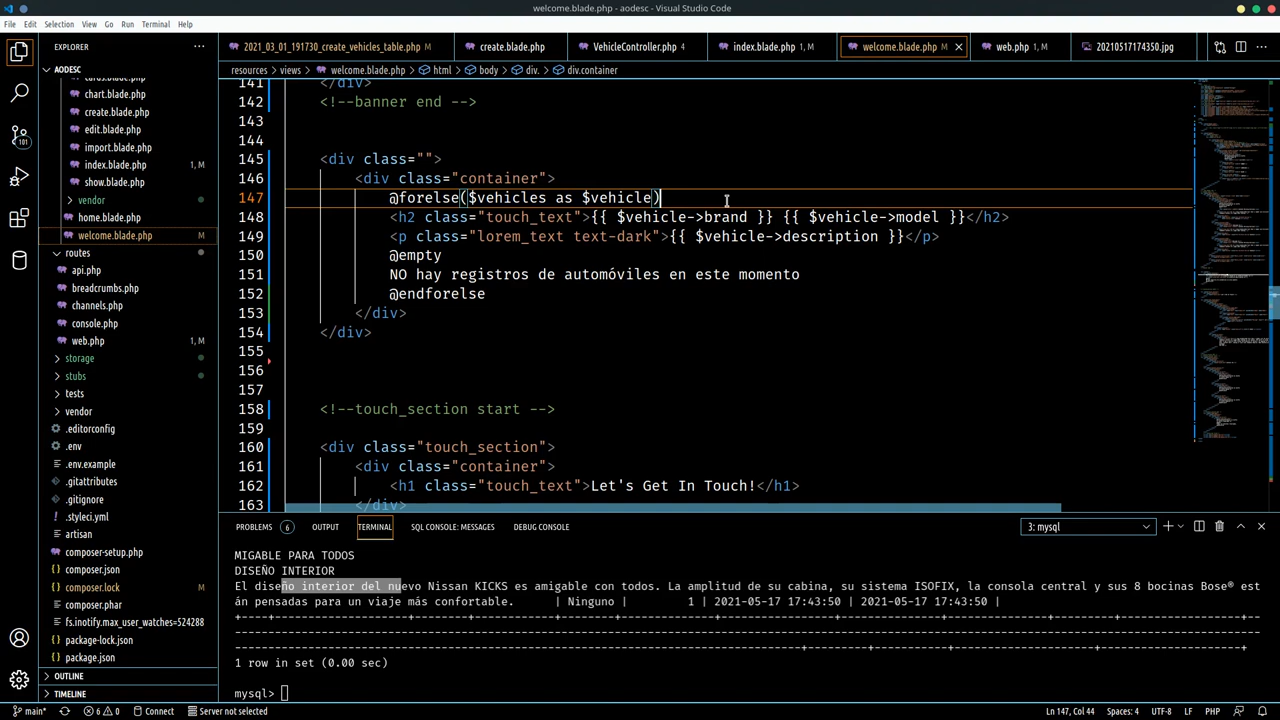 welcome.blade.php - aodesc - Visual Studio Code
File Edit Selection View Go Run Terminal Help
EXPLORER
2021_03_01_191730_create_vehicles_table.php M
create.blade.php
VehicleController.php 4
index.blade.php 1, M
welcome.blade.php M
web.php 1, M
20210517174350.jpg
AODESC
resources > views > welcome.blade.php > html > body > div. > div.container
cards.blade.php
chart.blade.php
create.blade.php
edit.blade.php
import.blade.php
index.blade.php 1, M
show.blade.php
vendor
home.blade.php
welcome.blade.php M
routes
api.php
breadcrumbs.php
channels.php
console.php
web.php 1, M
storage
stubs
tests
vendor
.editorconfig
.env
.env.example
.gitattributes
.gitignore
.styleci.yml
artisan
composer-setup.php
composer.json
composer.lock M
composer.phar
fs.inotify.max_user_watches=524288
package-lock.json
package.json
OUTLINE
TIMELINE
101
141 </div>
142 <!--banner end -->
143
144
145 <div class="">
146 <div class="container">
147 @forelse($vehicles as $vehicle)
148 <h2 class="touch_text">{{ $vehicle->brand }} {{ $vehicle->model }}</h2>
149 <p class="lorem_text text-dark">{{ $vehicle->description }}</p>
150 @empty
151 NO hay registros de automóviles en este momento
152 @endforelse
153 </div>
154 </div>
155
156
157
158 <!--touch_section start -->
159
160 <div class="touch_section">
161 <div class="container">
162 <h1 class="touch_text">Let's Get In Touch!</h1>
163 </div>
PROBLEMS 6 OUTPUT TERMINAL SQL CONSOLE: MESSAGES DEBUG CONSOLE 3: mysql
MIGABLE PARA TODOS
DISEÑO INTERIOR
El diseño interior del nuevo Nissan KICKS es amigable con todos. La amplitud de su cabina, su sistema ISOFIX, la consola central y sus 8 bocinas Bose® est
án pensadas para un viaje más confortable. | Ninguno | 1 | 2021-05-17 17:43:50 | 2021-05-17 17:43:50 |
1 row in set (0.00 sec)
mysql>
main* 6 0 Connect Server not selected Ln 147, Col 44 Spaces: 4 UTF-8 LF PHP